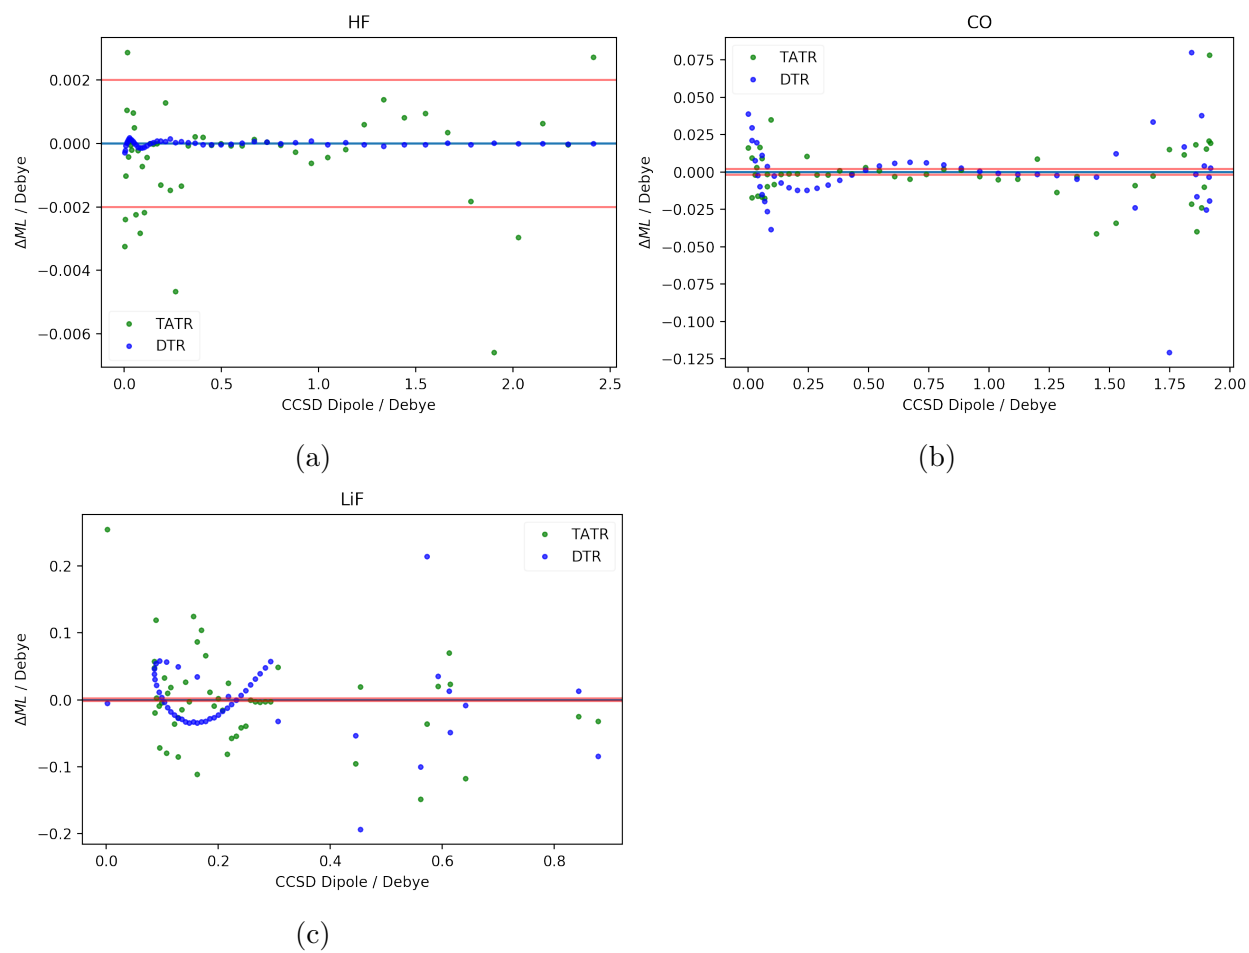 HF
0.002
0.000
−0.002
−0.004
−0.006
ΔML / Debye
TATR
DTR
0.0 0.5 1.0 1.5 2.0 2.5
CCSD Dipole / Debye
(a)
CO
0.075
0.050
0.025
0.000
−0.025
−0.050
−0.075
−0.100
−0.125
ΔML / Debye
TATR
DTR
0.00 0.25 0.50 0.75 1.00 1.25 1.50 1.75 2.00
CCSD Dipole / Debye
(b)
LiF
0.2
0.1
0.0
−0.1
−0.2
ΔML / Debye
TATR
DTR
0.0 0.2 0.4 0.6 0.8
CCSD Dipole / Debye
(c)